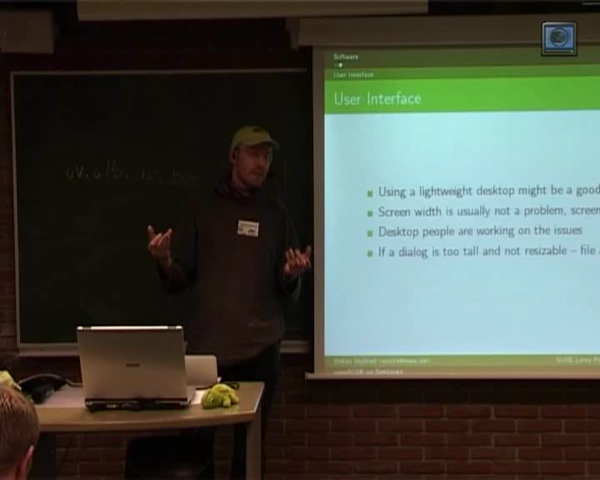 Software
User Interface
User Interface
Using a lightweight desktop might be a good
Screen width is usually not a problem, screen
Desktop people are working on the issues
If a dialog is too tall and not resizable – file